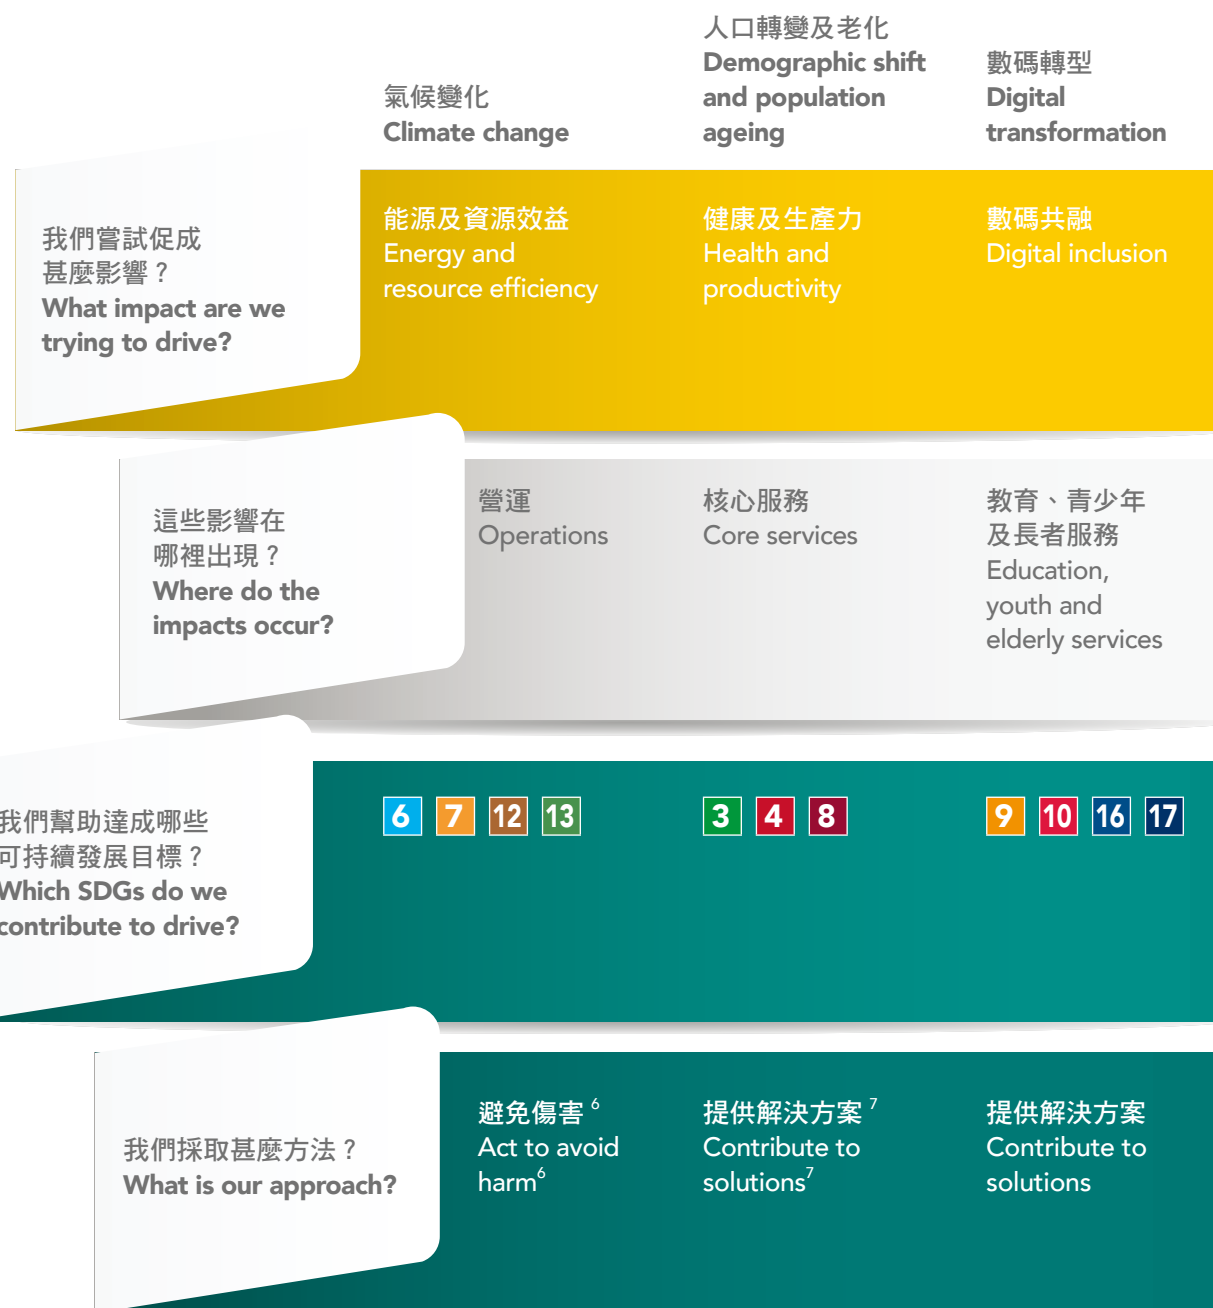 氣候變化
Climate change
人口轉變及老化
Demographic shift
and population
ageing
數碼轉型
Digital
transformation
我們嘗試促成
甚麼影響？
What impact are we
trying to drive?
能源及資源效益
Energy and
resource efficiency
健康及生產力
Health and
productivity
數碼共融
Digital inclusion
這些影響在
哪裡出現？
Where do the
impacts occur?
營運
Operations
核心服務
Core services
教育、青少年
及長者服務
Education,
youth and
elderly services
我們幫助達成哪些
可持續發展目標？
Which SDGs do we
contribute to drive?
6 7 12 13
3 4 8
9 10 16 17
我們採取甚麼方法？
What is our approach?
避免傷害 6
Act to avoid
harm6
提供解決方案 7
Contribute to
solutions7
提供解決方案
Contribute to
solutions